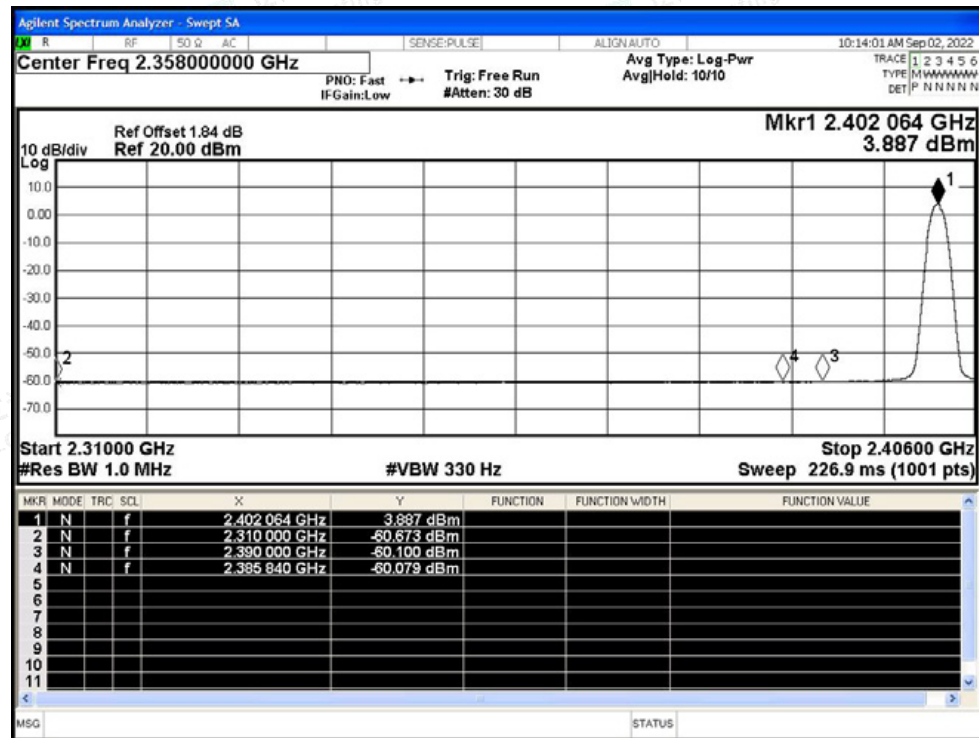 Agilent Spectrum Analyzer - Swept SA
R RF 50 Ω AC SENSE:PULSE ALIGN AUTO 10:14:01 AM Sep 02, 2022
Center Freq 2.358000000 GHz
PNO: Fast
IFGain:Low
Trig: Free Run
#Atten: 30 dB
Avg Type: Log-Pwr
Avg|Hold: 10/10
TRACE 1 2 3 4 5 6
TYPE M W W W W W
DET P N N N N N
Ref Offset 1.84 dB
10 dB/div Ref 20.00 dBm
Log
Mkr1 2.402 064 GHz
3.887 dBm
10.0
0.00
-10.0
-20.0
-30.0
-40.0
-50.0
-60.0
-70.0
1
2
4 3
Start 2.31000 GHz Stop 2.40600 GHz
#Res BW 1.0 MHz #VBW 330 Hz Sweep 226.9 ms (1001 pts)
MKR MODE TRC SCL X Y FUNCTION FUNCTION WIDTH FUNCTION VALUE
1 N f 2.402 064 GHz 3.887 dBm
2 N f 2.310 000 GHz -60.673 dBm
3 N f 2.390 000 GHz -60.100 dBm
4 N f 2.385 840 GHz -60.079 dBm
5
6
7
8
9
10
11
MSG STATUS